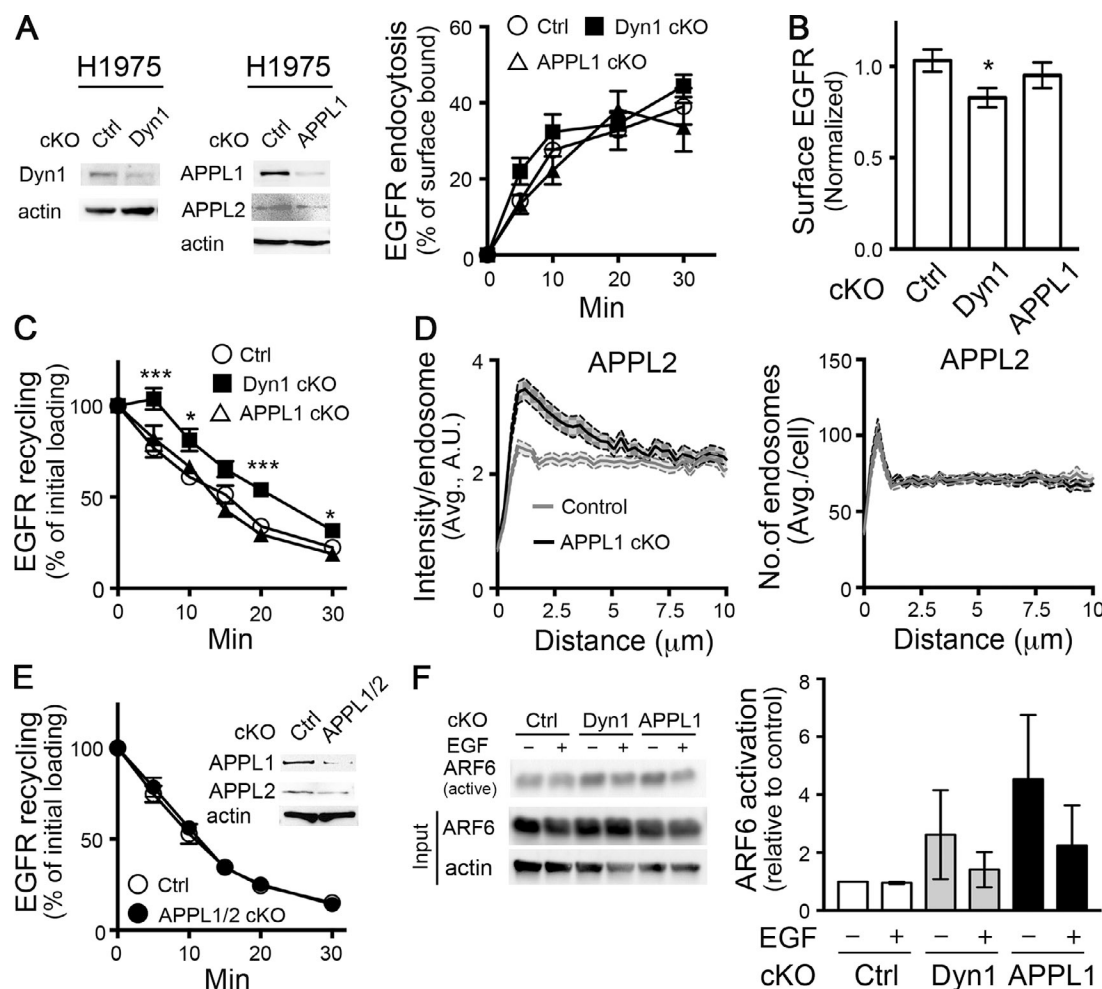 A
H1975
cKO Ctrl Dyn1
Dyn1
actin
H1975
cKO Ctrl APPL1
APPL1
APPL2
actin
Ctrl Dyn1 cKO
APPL1 cKO
EGFR endocytosis
(% of surface bound)
60
40
20
0
0 10 20 30
Min
B
Surface EGFR
(Normalized)
1.0
0.0
*
cKO Ctrl Dyn1 APPL1
C
EGFR recycling
(% of initial loading)
100
50
0
*** * *** *
Ctrl
Dyn1 cKO
APPL1 cKO
0 10 20 30
Min
D
APPL2
Intensity/endosome
(Avg., A.U.)
4
2
0
Control
APPL1 cKO
0 2.5 5 7.5 10
Distance (μm)
APPL2
No.of endosomes
(Avg./cell)
150
100
50
0
0 2.5 5 7.5 10
Distance (μm)
E
EGFR recycling
(% of initial loading)
100
50
0
cKO Ctrl APPL1/2
APPL1
APPL2
actin
Ctrl
APPL1/2 cKO
0 10 20 30
Min
F
cKO Ctrl Dyn1 APPL1
EGF − + − + − +
ARF6
(active)
Input
ARF6
actin
ARF6 activation
(relative to control)
8
6
4
2
0
EGF − + − + − +
cKO Ctrl Dyn1 APPL1